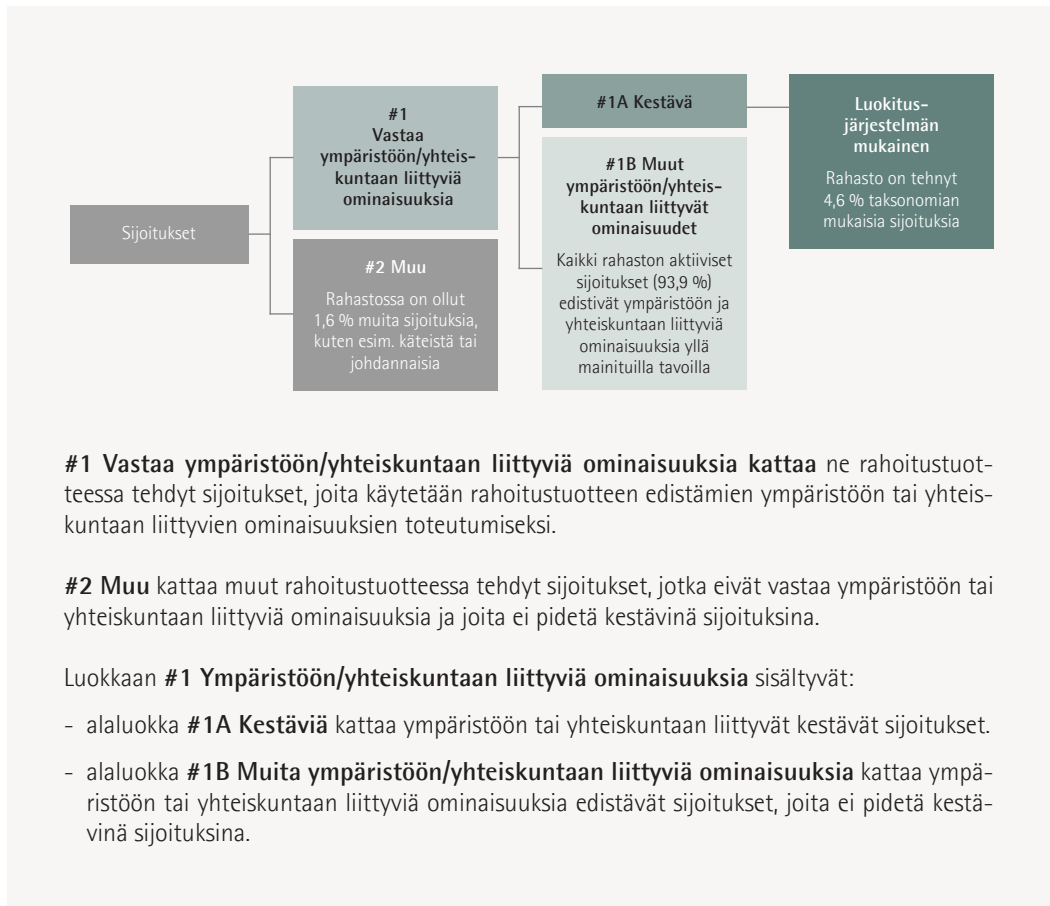 Sijoitukset
#1
Vastaa
ympäristöön/yhteis-
kuntaan liittyviä
ominaisuuksia
#2 Muu
Rahastossa on ollut
1,6 % muita sijoituksia,
kuten esim. käteistä tai
johdannaisia
#1A Kestävä
#1B Muut
ympäristöön/yhteis-
kuntaan liittyvät
ominaisuudet
Kaikki rahaston aktiiviset
sijoitukset (93,9 %)
edistivät ympäristöön ja
yhteiskuntaan liittyviä
ominaisuuksia yllä
mainituilla tavoilla
Luokitus-
järjestelmän
mukainen
Rahasto on tehnyt
4,6 % taksonomian
mukaisia sijoituksia
#1 Vastaa ympäristöön/yhteiskuntaan liittyviä ominaisuuksia kattaa ne rahoitustuot-
teessa tehdyt sijoitukset, joita käytetään rahoitustuotteen edistämien ympäristöön tai yhteis-
kuntaan liittyvien ominaisuuksien toteutumiseksi.
#2 Muu kattaa muut rahoitustuotteessa tehdyt sijoitukset, jotka eivät vastaa ympäristöön tai
yhteiskuntaan liittyviä ominaisuuksia ja joita ei pidetä kestävinä sijoituksina.
Luokkaan #1 Ympäristöön/yhteiskuntaan liittyviä ominaisuuksia sisältyvät:
- alaluokka #1A Kestäviä kattaa ympäristöön tai yhteiskuntaan liittyvät kestävät sijoitukset.
- alaluokka #1B Muita ympäristöön/yhteiskuntaan liittyviä ominaisuuksia kattaa ympä-
ristöön tai yhteiskuntaan liittyviä ominaisuuksia edistävät sijoitukset, joita ei pidetä kestä-
vinä sijoituksina.